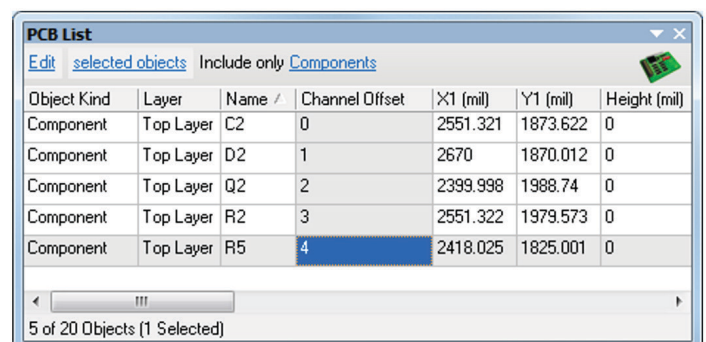 PCB List
Edit selected objects Include only Components
Object Kind Layer Name Channel Offset X1 (mil) Y1 (mil) Height (mil)
Component Top Layer C2 0 2551.321 1873.622 0
Component Top Layer D2 1 2670 1870.012 0
Component Top Layer Q2 2 2399.998 1988.74 0
Component Top Layer R2 3 2551.322 1979.573 0
Component Top Layer R5 4 2418.025 1825.001 0
5 of 20 Objects (1 Selected)